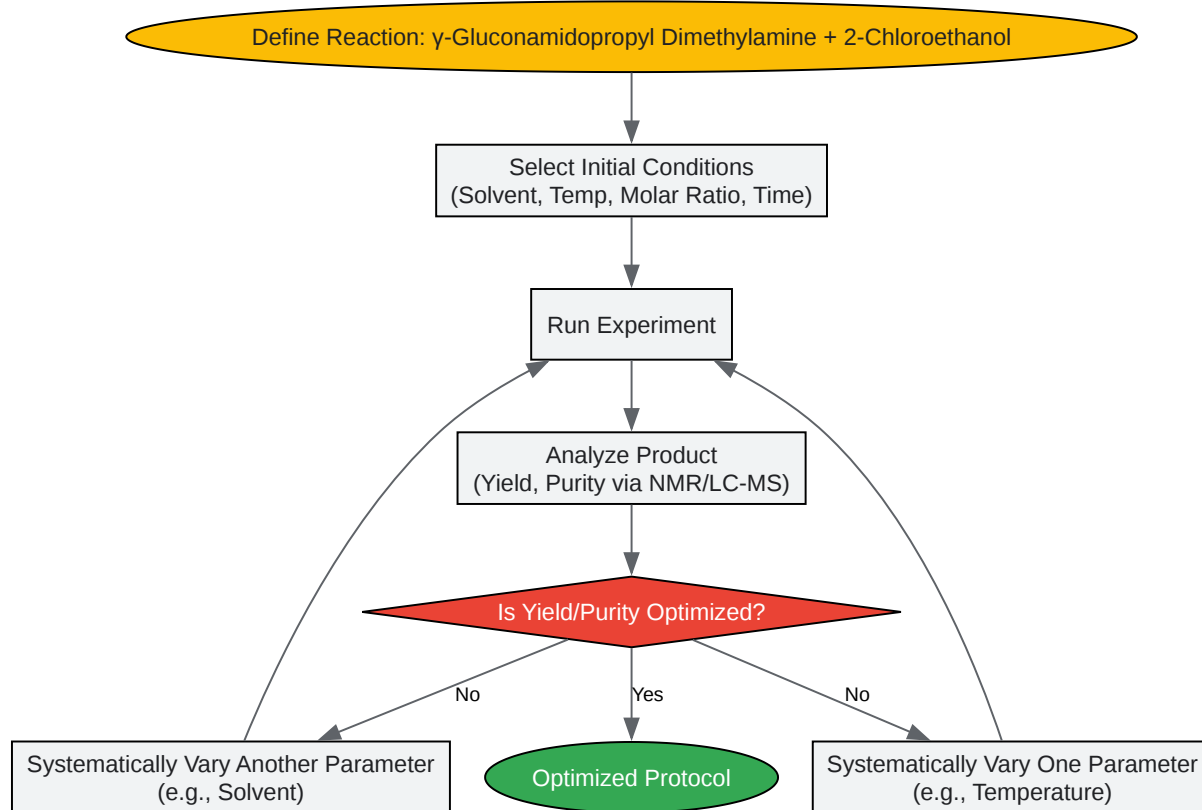 Define Reaction: γ-Gluconamidopropyl Dimethylamine + 2-Chloroethanol
Select Initial Conditions
(Solvent, Temp, Molar Ratio, Time)
Run Experiment
Analyze Product
(Yield, Purity via NMR/LC-MS)
Is Yield/Purity Optimized?
No
Yes
No
Systematically Vary Another Parameter
(e.g., Solvent)
Optimized Protocol
Systematically Vary One Parameter
(e.g., Temperature)